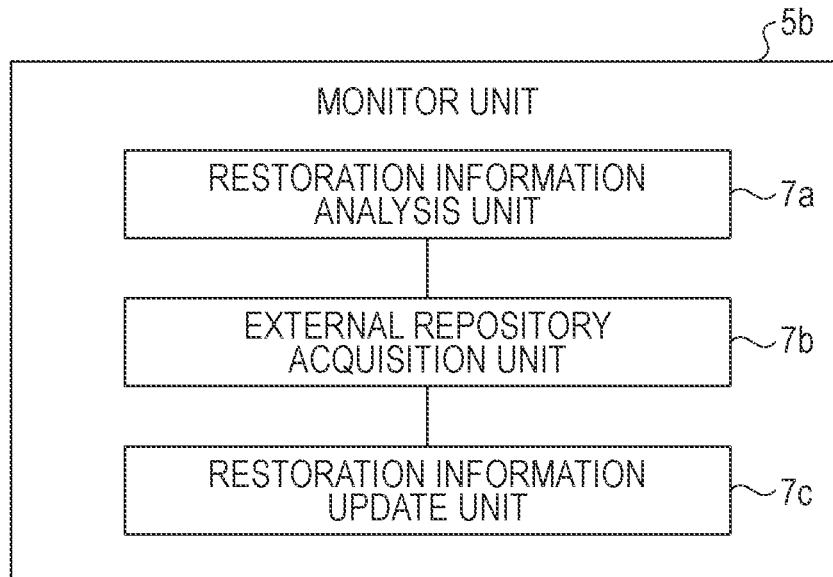 5b
MONITOR UNIT
RESTORATION INFORMATION
ANALYSIS UNIT
7a
EXTERNAL REPOSITORY
ACQUISITION UNIT
7b
RESTORATION INFORMATION
UPDATE UNIT
7c